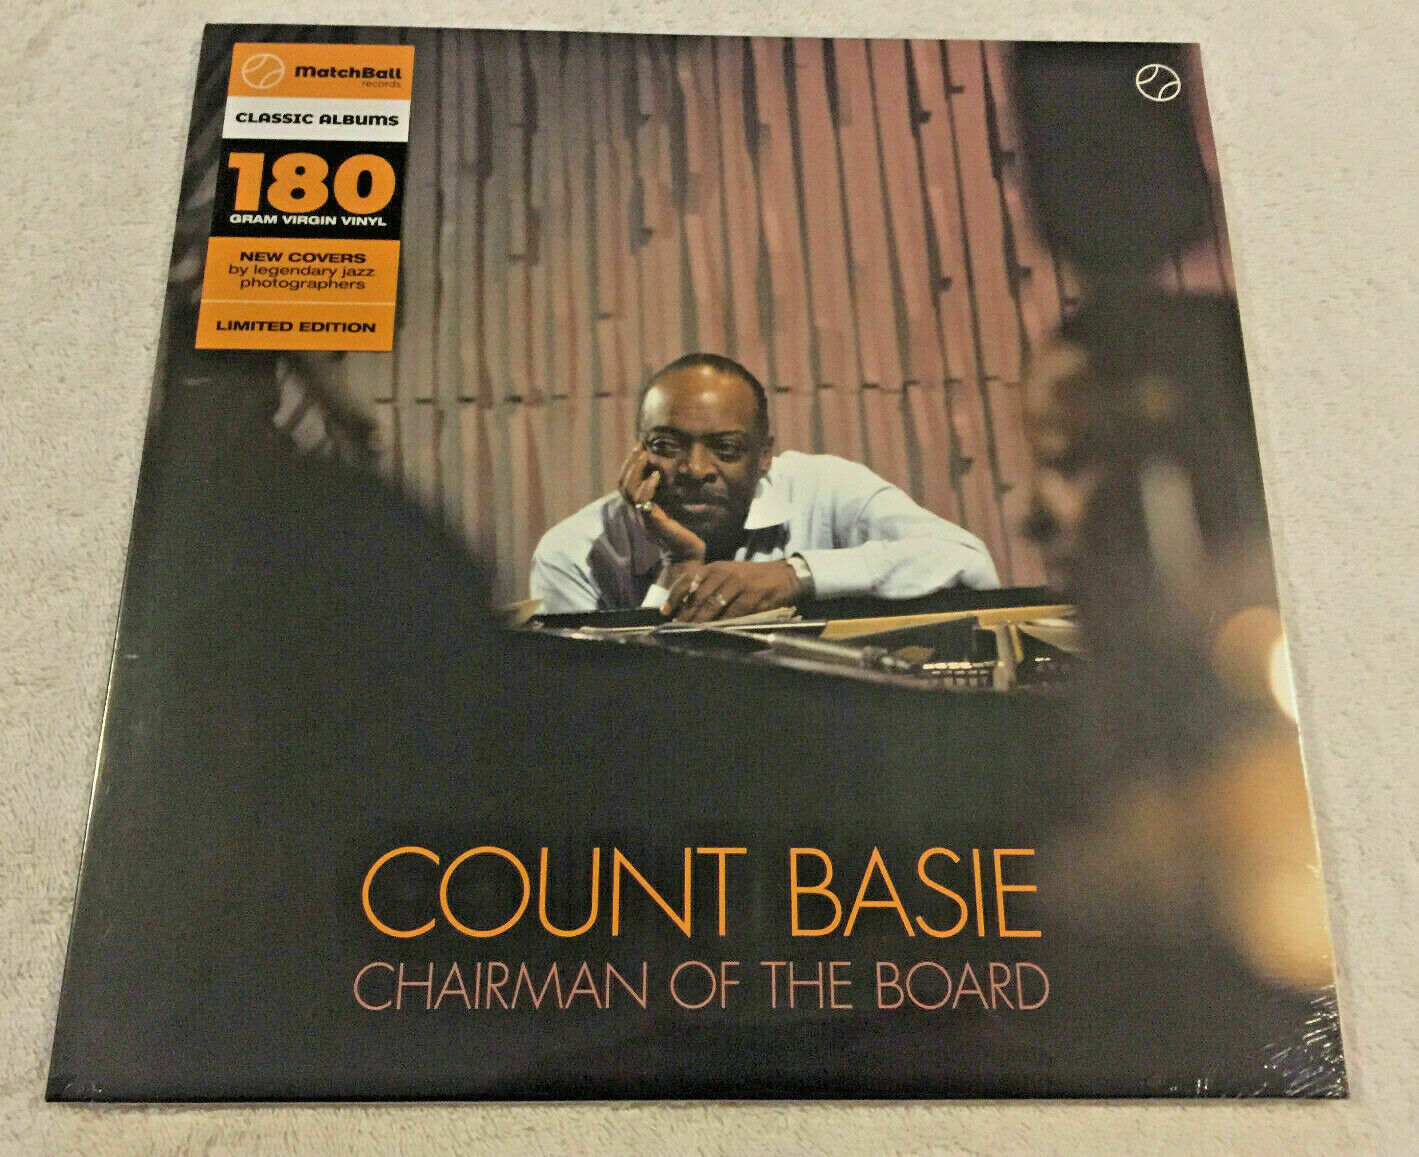 matchBall
records
CLASSIC ALBUMS
180
GRAM VIRGIN VINYL
NEW COVERS
by legendary jazz
photographers
LIMITED EDITION
COUNT BASIE
CHAIRMAN OF THE BOARD